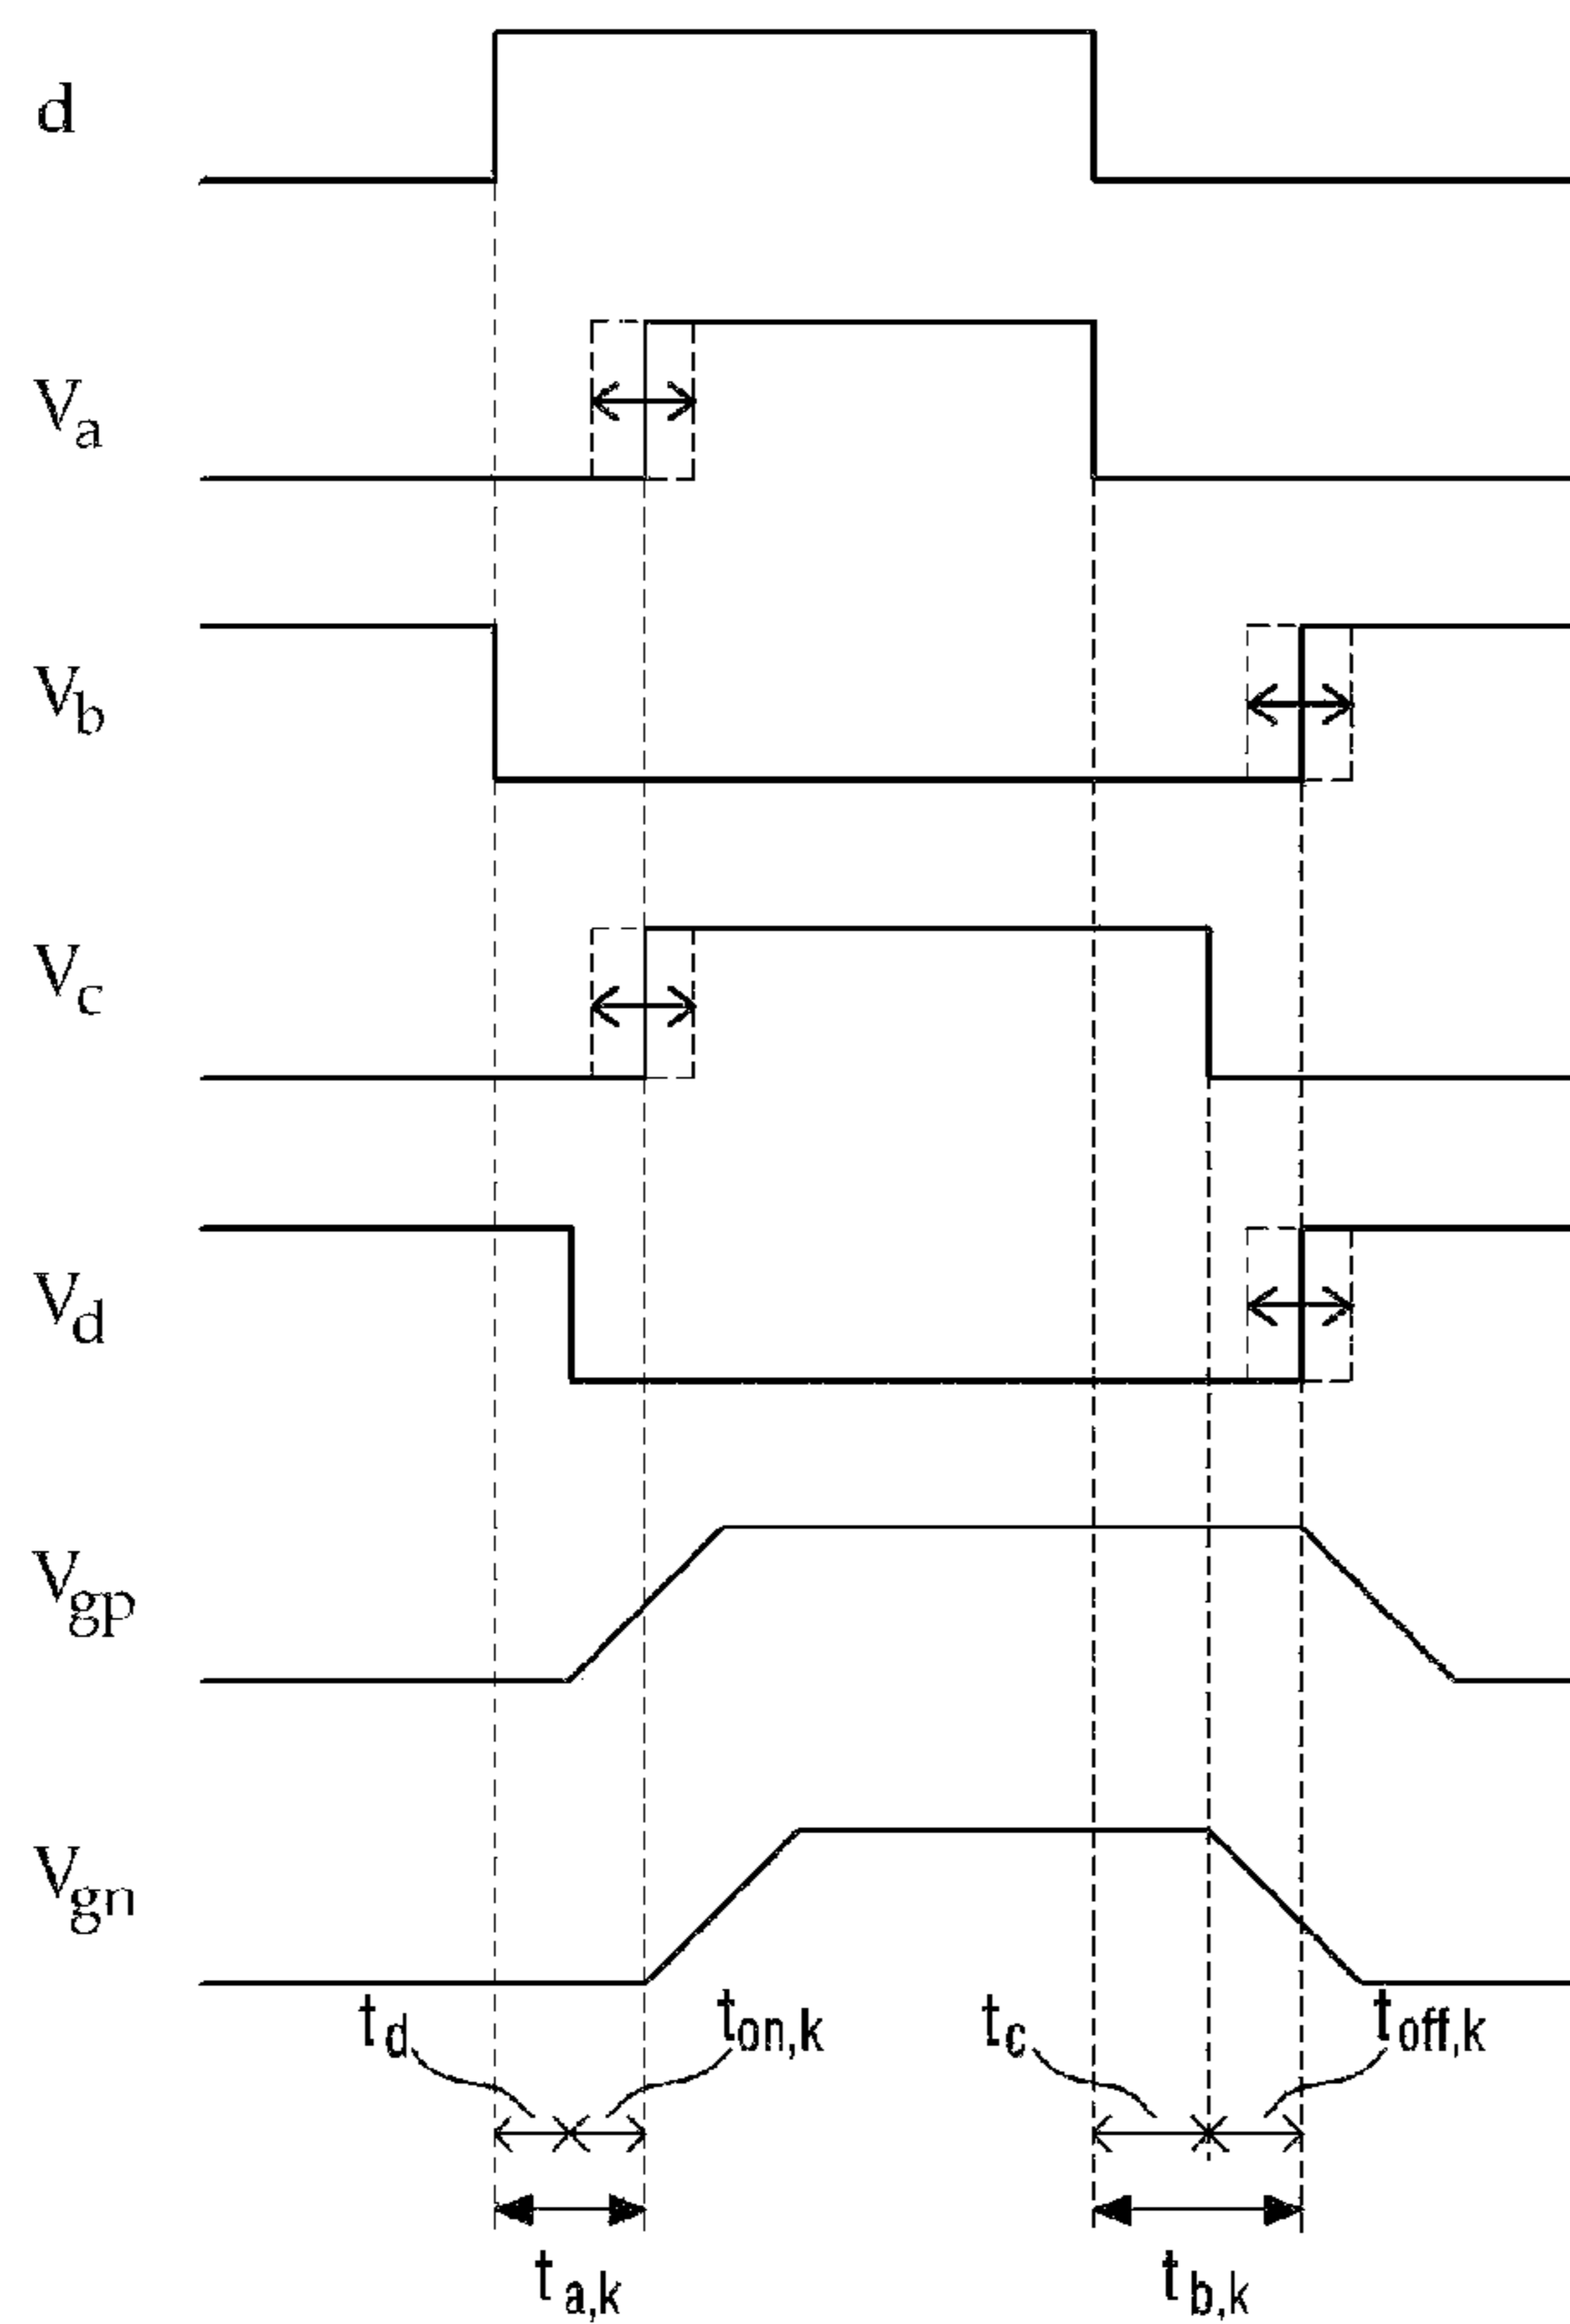 d
Va
Vb
Vc
Vd
Vgp
Vgn
td ton,k tc toff,k
ta,k tb,k